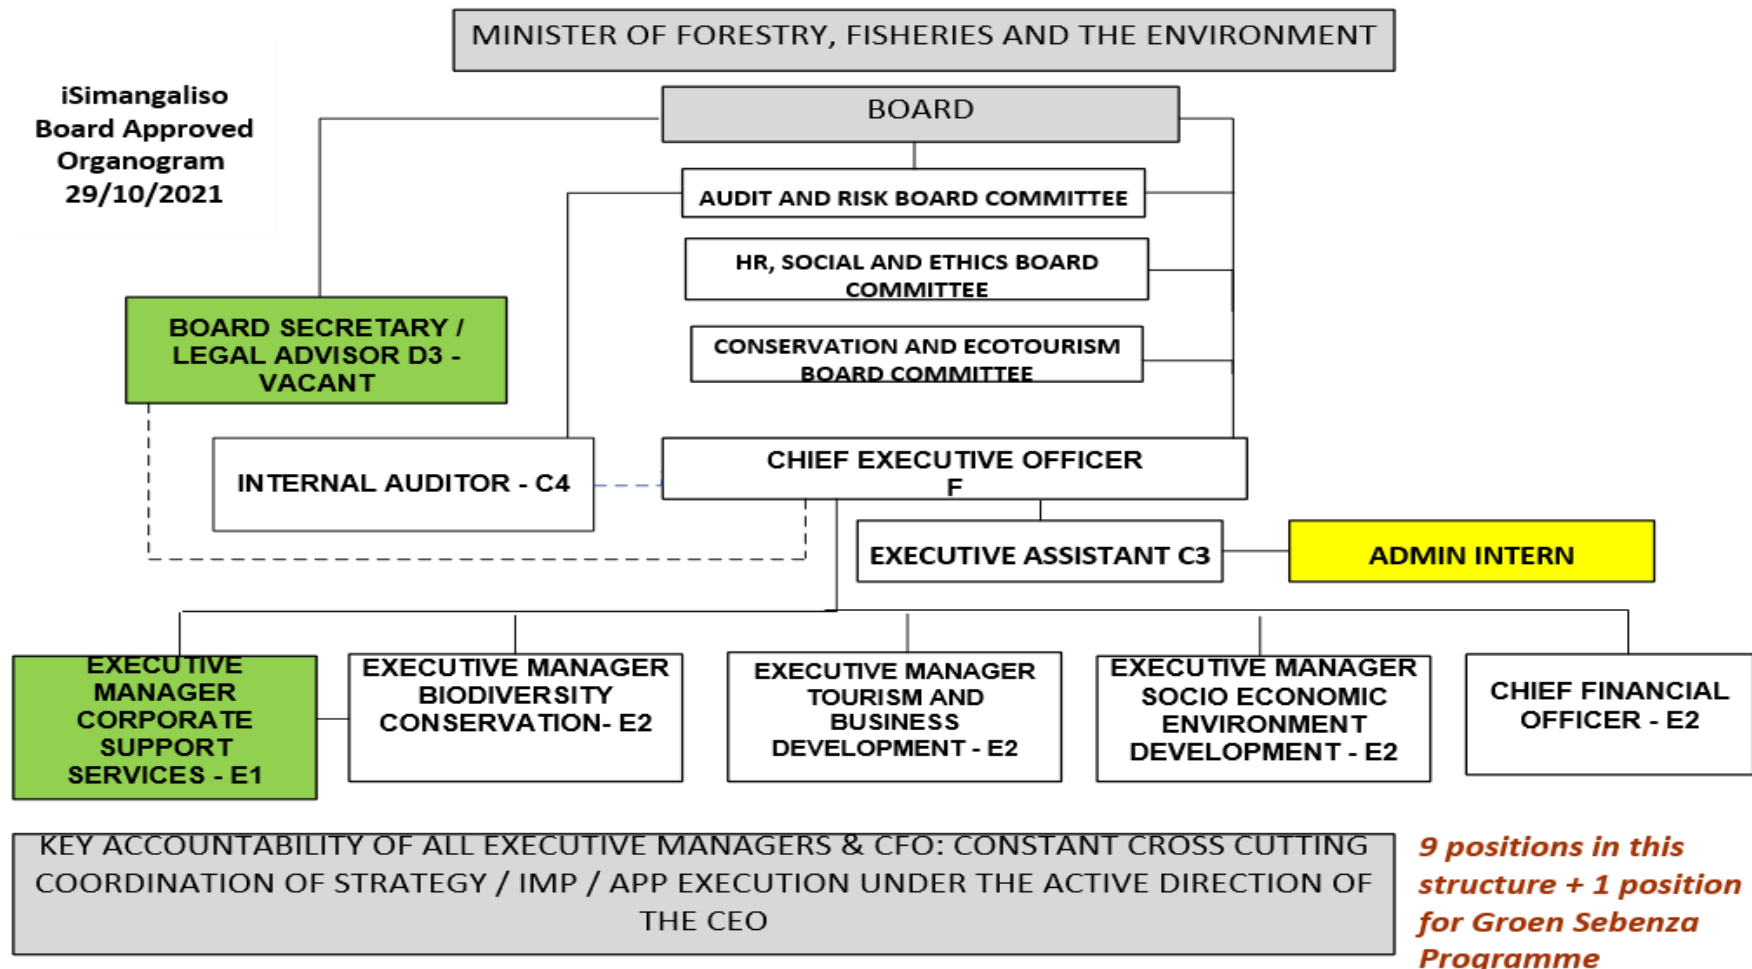 MINISTER OF FORESTRY, FISHERIES AND THE ENVIRONMENT
iSimangaliso
Board Approved
Organogram
29/10/2021
BOARD
AUDIT AND RISK BOARD COMMITTEE
HR, SOCIAL AND ETHICS BOARD
COMMITTEE
BOARD SECRETARY /
LEGAL ADVISOR D3 -
VACANT
CONSERVATION AND ECOTOURISM
BOARD COMMITTEE
INTERNAL AUDITOR - C4
CHIEF EXECUTIVE OFFICER
F
EXECUTIVE ASSISTANT C3
ADMIN INTERN
EXECUTIVE
MANAGER
CORPORATE
SUPPORT
SERVICES - E1
EXECUTIVE MANAGER
BIODIVERSITY
CONSERVATION- E2
EXECUTIVE MANAGER
TOURISM AND
BUSINESS
DEVELOPMENT - E2
EXECUTIVE MANAGER
SOCIO ECONOMIC
ENVIRONMENT
DEVELOPMENT - E2
CHIEF FINANCIAL
OFFICER - E2
KEY ACCOUNTABILITY OF ALL EXECUTIVE MANAGERS & CFO: CONSTANT CROSS CUTTING
COORDINATION OF STRATEGY / IMP / APP EXECUTION UNDER THE ACTIVE DIRECTION OF
THE CEO
9 positions in this
structure + 1 position
for Groen Sebenza
Programme